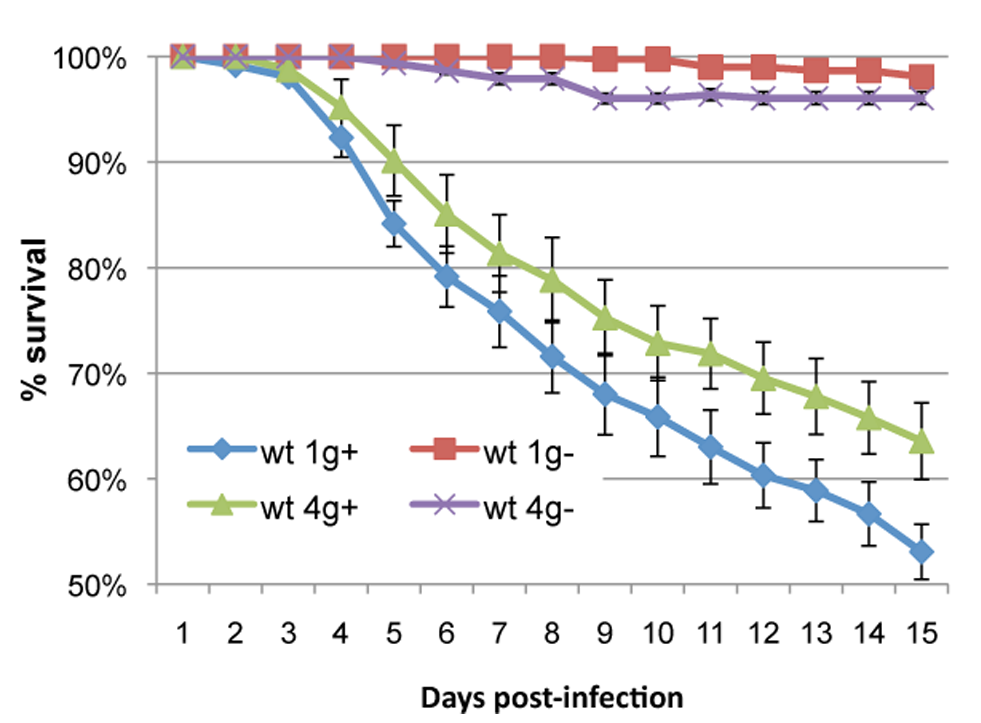 100%
90%
80%
70%
60%
50%
% survival
wt 1g+ wt 1g-
wt 4g+ wt 4g-
1 2 3 4 5 6 7 8 9 10 11 12 13 14 15
Days post-infection